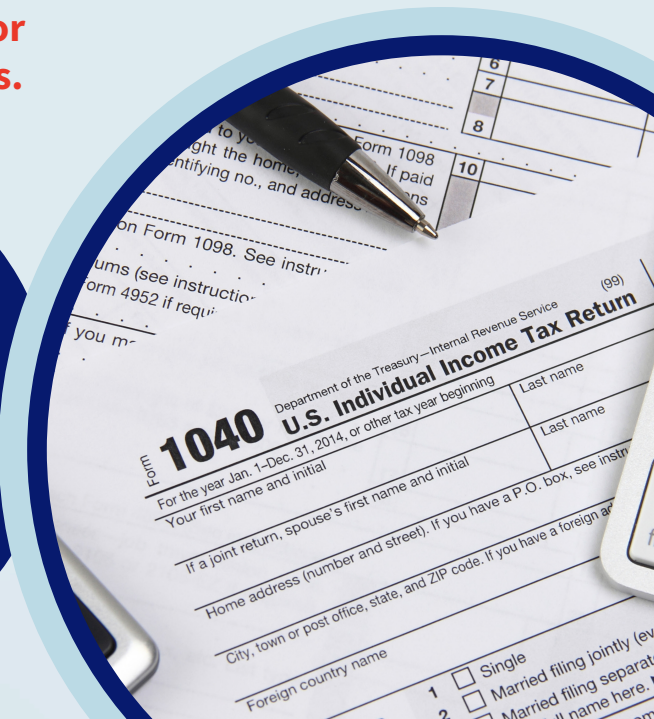 or
s.
6
7
8
10
to yo
Form 1098
ght the home,
If paid
entifying no., and address
ons
on Form 1098. See instru
ums (see instruction
orm 4952 if requi
f you m
Form 1040
Department of the Treasury—Internal Revenue Service
(99)
U.S. Individual Income Tax Return
For the year Jan. 1–Dec. 31, 2014, or other tax year beginning
Your first name and initial
Last name
If a joint return, spouse's first name and initial
Last name
Home address (number and street). If you have a P.O. box, see instru
City, town or post office, state, and ZIP code. If you have a foreign ad
Foreign country name
1
Single
2
Married filing jointly (ev
Married filing separat
ll name here.